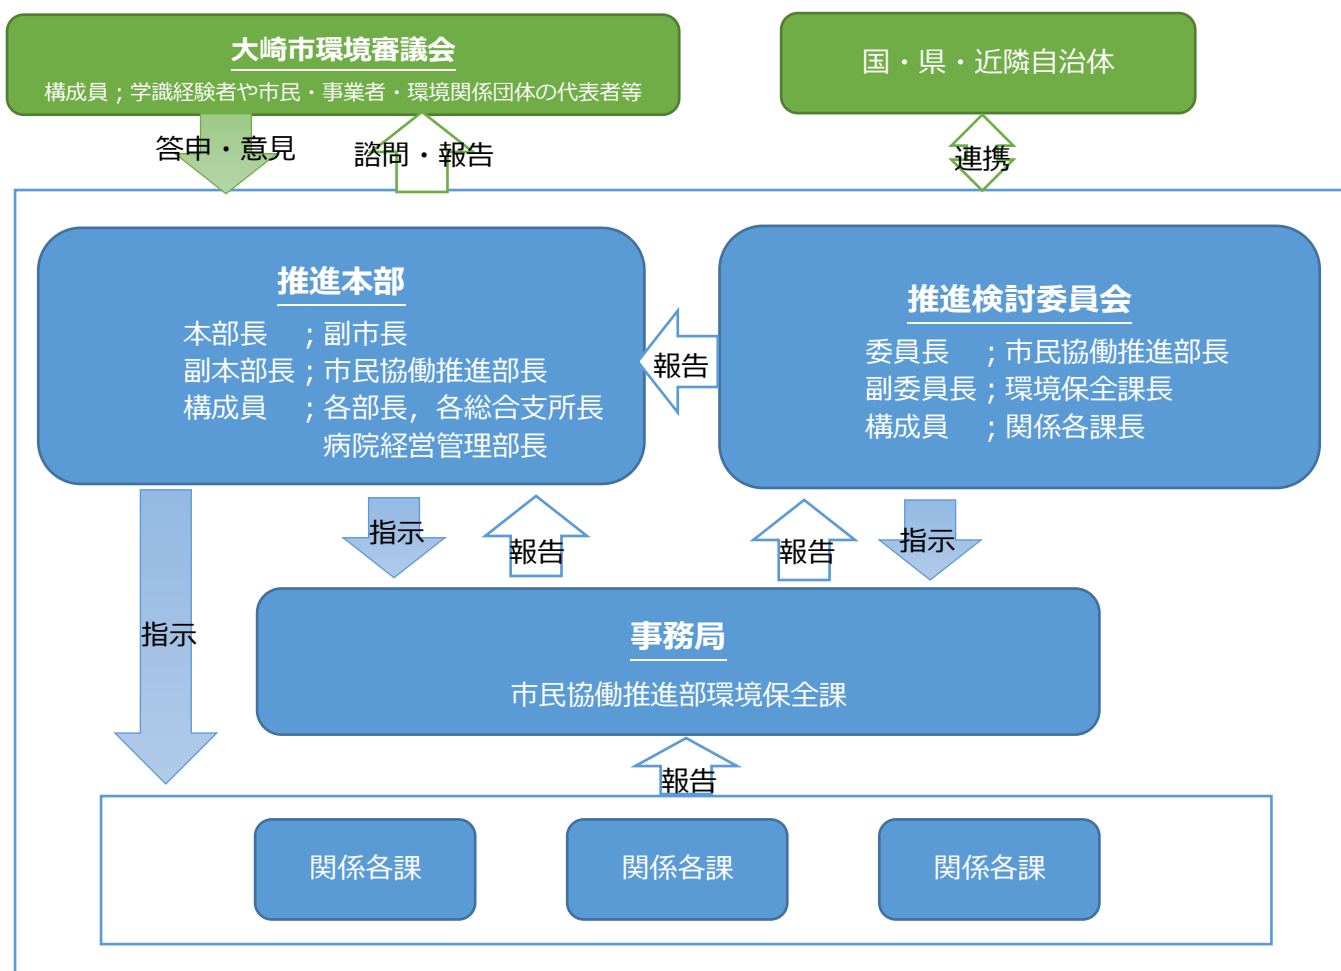 大崎市環境審議会
構成員；学識経験者や市民・事業者・環境関係団体の代表者等
国・県・近隣自治体
答申・意見
諮問・報告
連携
推進本部
本部長　；副市長
副本部長；市民協働推進部長
構成員　；各部長，各総合支所長
病院経営管理部長
報告
推進検討委員会
委員長　；市民協働推進部長
副委員長；環境保全課長
構成員　；関係各課長
指示
報告
報告
指示
指示
事務局
市民協働推進部環境保全課
報告
関係各課
関係各課
関係各課